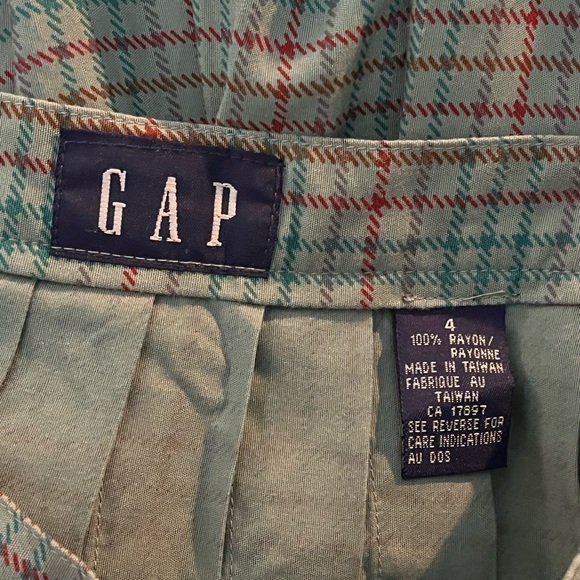 GAP
4
100% RAYON/
RAYONNE
MADE IN TAIWAN
FABRIQUE AU
TAIWAN
CA 17897
SEE REVERSE FOR
CARE INDICATIONS
AU DOS